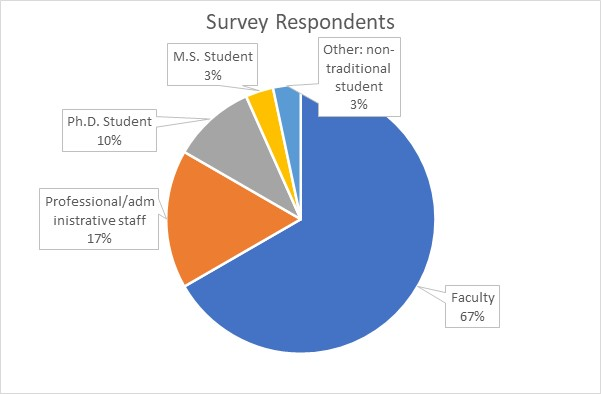 Survey Respondents
M.S. Student
3%
Other: non-
traditional
student
3%
Ph.D. Student
10%
Professional/adm
inistrative staff
17%
Faculty
67%